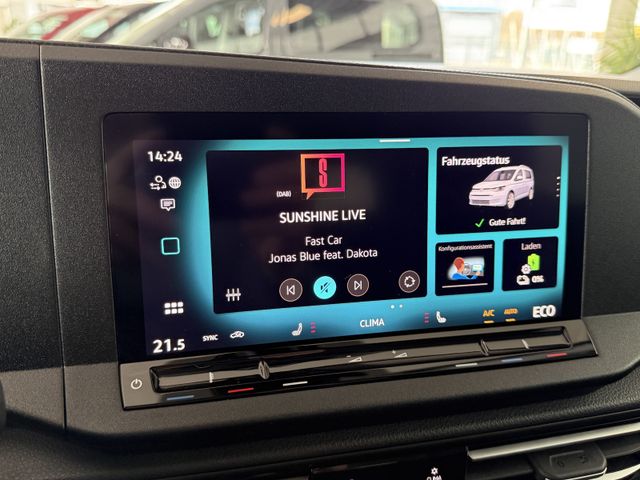 14:24
S
(DAB)
SUNSHINE LIVE
Fast Car
Jonas Blue feat. Dakota
Fahrzeugstatus
Gute Fahrt!
Konfigurationsassistent
Laden
0%
21.5
SYNC
CLIMA
A/C
AUTO
ECO